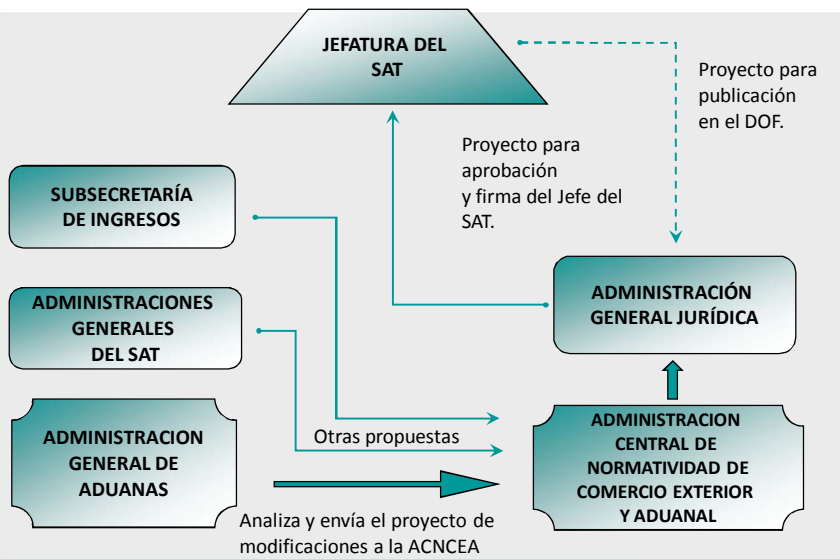 JEFATURA DEL
SAT
Proyecto para
publicación
en el DOF.
Proyecto para
aprobación
y firma del Jefe del
SAT.
SUBSECRETARÍA
DE INGRESOS
ADMINISTRACIONES
GENERALES
DEL SAT
ADMINISTRACIÓN
GENERAL JURÍDICA
ADMINISTRACION
GENERAL DE
ADUANAS
Otras propuestas
ADMINISTRACION
CENTRAL DE
NORMATIVIDAD DE
COMERCIO EXTERIOR
Y ADUANAL
Analiza y envía el proyecto de
modificaciones a la ACNCEA